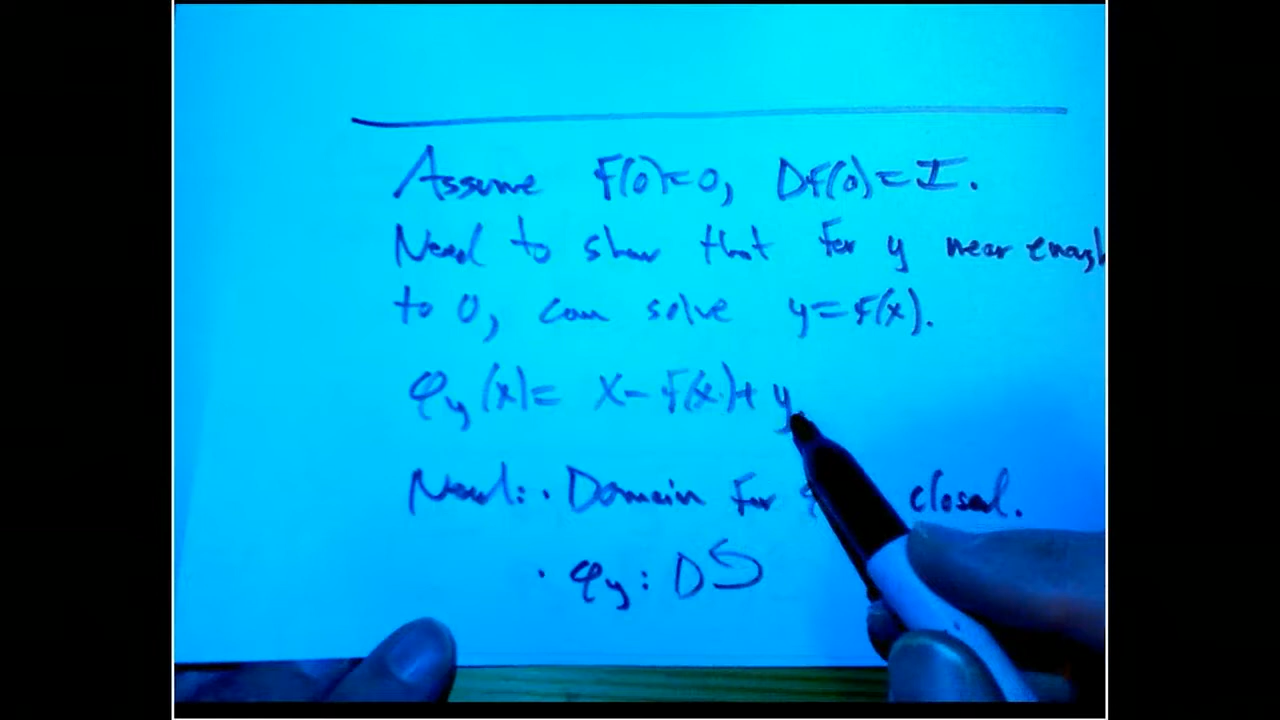 Assume F(0)=0, DF(0)=I.
Need to show that for y near enough
to 0, can solve y=F(x).
φy(x)= x-F(x)+y
Need: · Domain for closed.
· φy: D↺